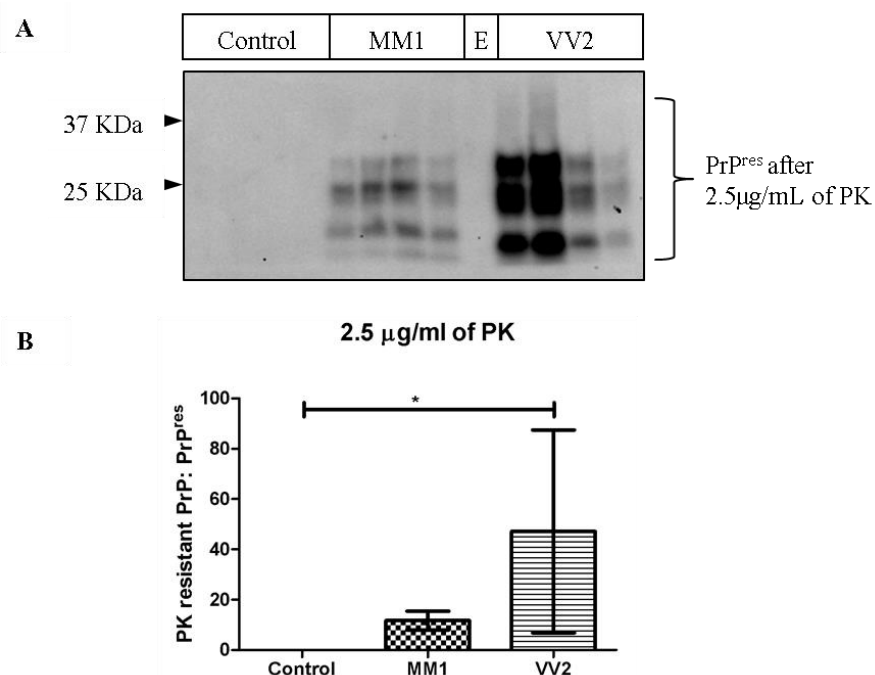 A
Control MM1 E VV2
37 KDa
25 KDa
PrPres after
2.5μg/mL of PK
B
2.5 μg/ml of PK
PK resistant PrP: PrPres
100
80
60
40
20
0
*
Control MM1 VV2